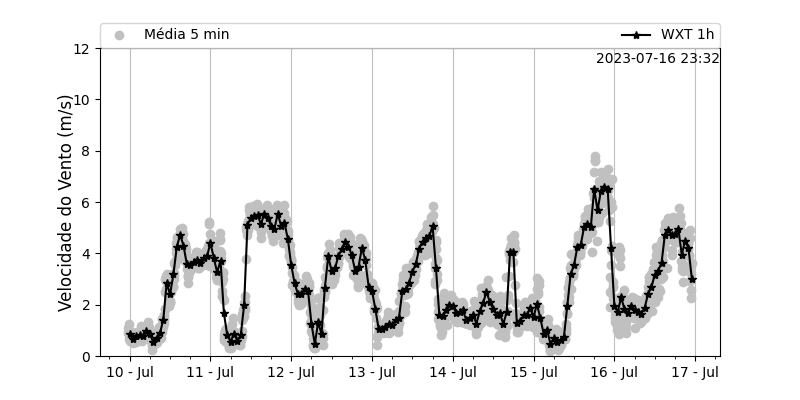 Média 5 min
WXT 1h
2023-07-16 23:32
Velocidade do Vento (m/s)
12
10
8
6
4
2
0
10 - Jul
11 - Jul
12 - Jul
13 - Jul
14 - Jul
15 - Jul
16 - Jul
17 - Jul